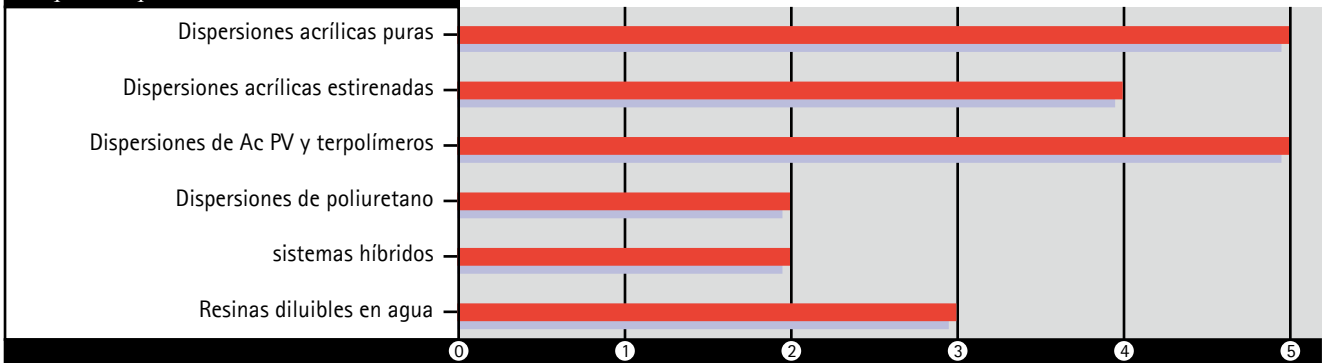 Dispersiones acrílicas puras
Dispersiones acrílicas estirenadas
Dispersiones de Ac PV y terpolímeros
Dispersiones de poliuretano
sistemas híbridos
Resinas diluibles en agua
0 1 2 3 4 5